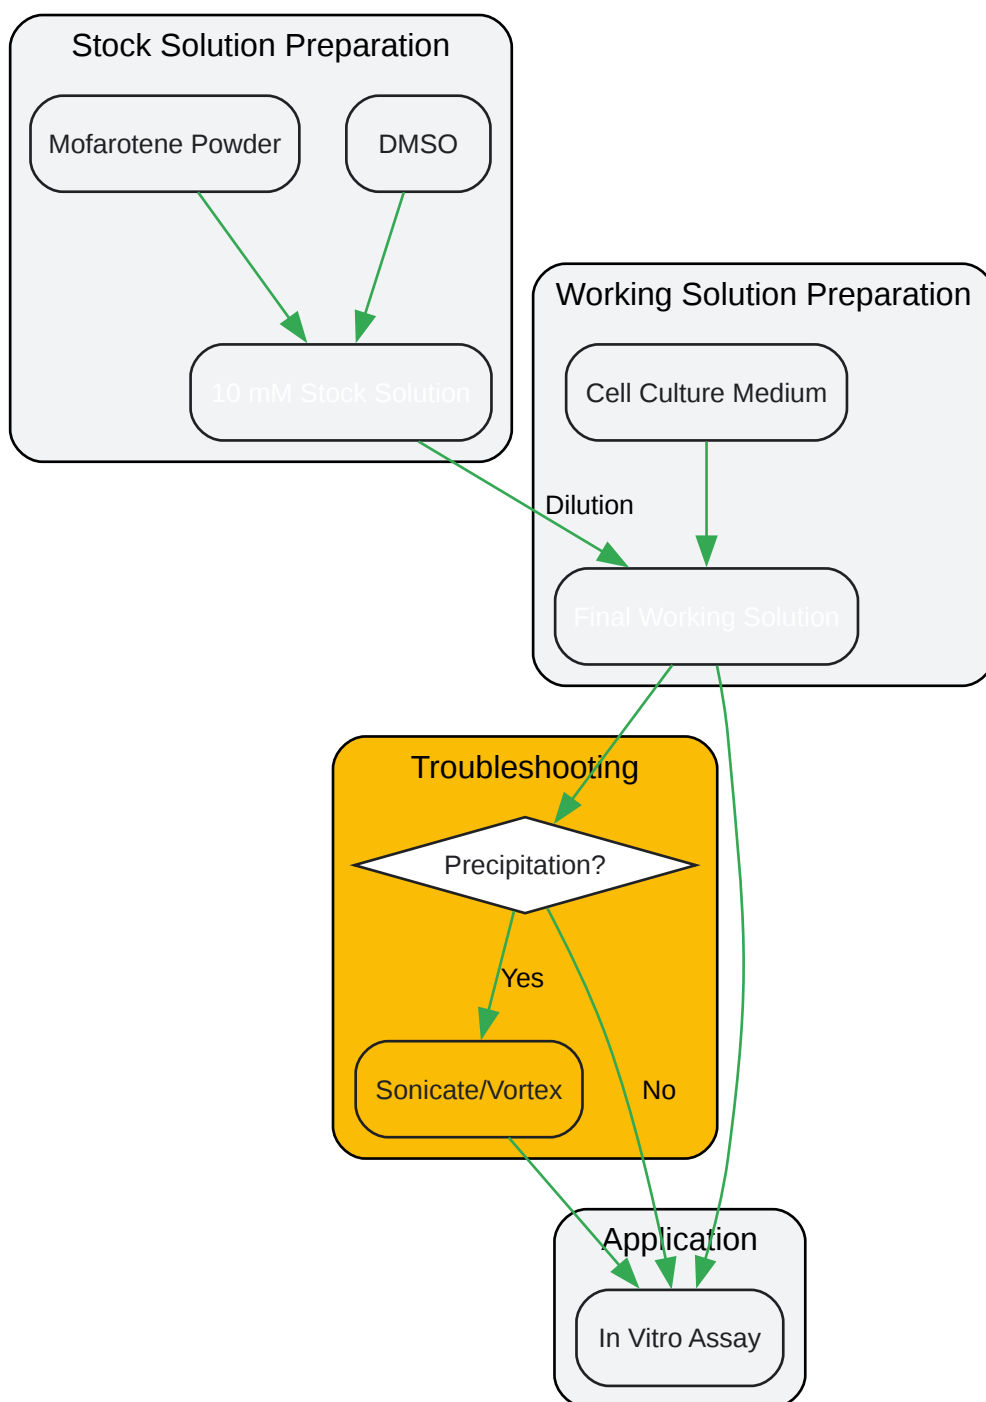 Stock Solution Preparation
Mofarotene Powder
DMSO
10 mM Stock Solution
Working Solution Preparation
Cell Culture Medium
Dilution
Final Working Solution
Troubleshooting
Precipitation?
Yes
Sonicate/Vortex
No
Application
In Vitro Assay